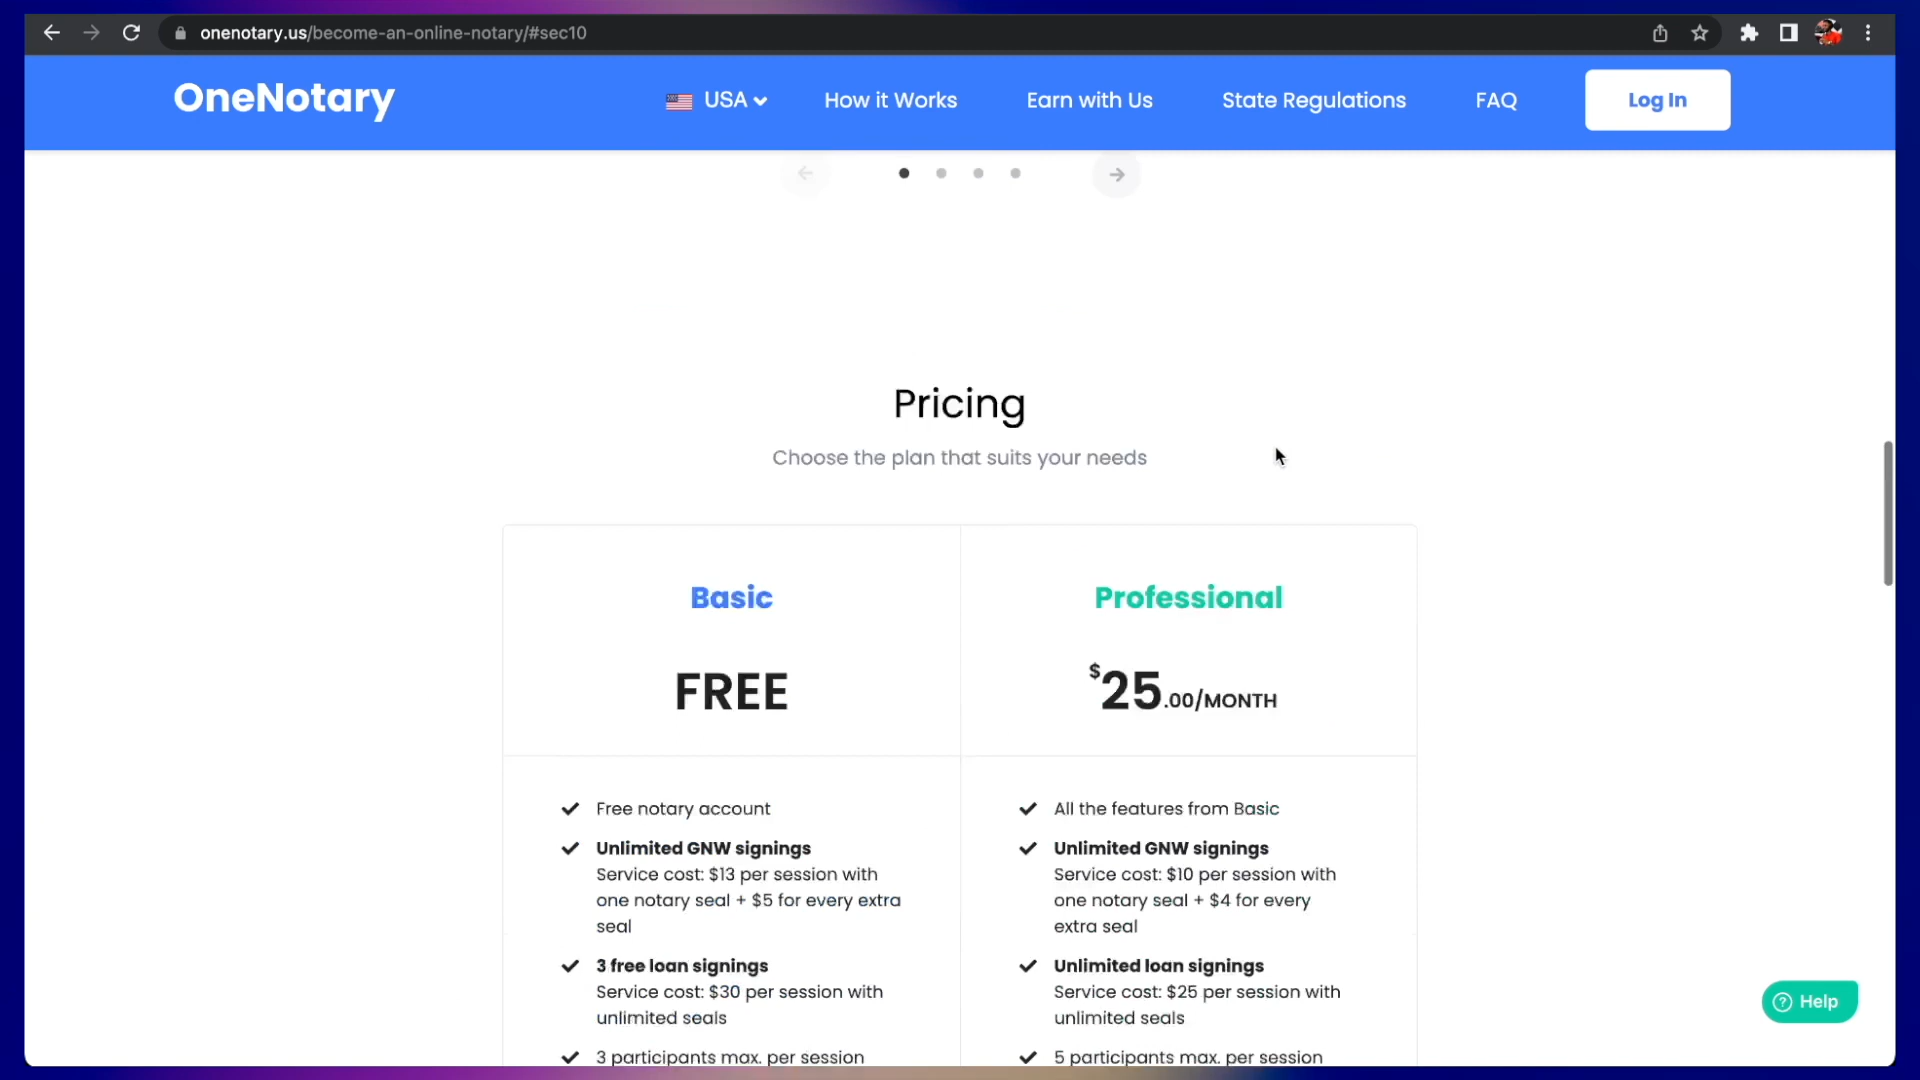 onenotary.us/become-an-online-notary/#sec10
OneNotary
USA
How it Works
Earn with Us
State Regulations
FAQ
Log In
Pricing
Choose the plan that suits your needs
Basic
FREE
Free notary account
Unlimited GNW signings
Service cost: $13 per session with
one notary seal + $5 for every extra
seal
3 free loan signings
Service cost: $30 per session with
unlimited seals
3 participants max. per session
Professional
$25.00/MONTH
All the features from Basic
Unlimited GNW signings
Service cost: $10 per session with
one notary seal + $4 for every
extra seal
Unlimited loan signings
Service cost: $25 per session with
unlimited seals
5 participants max. per session
Help